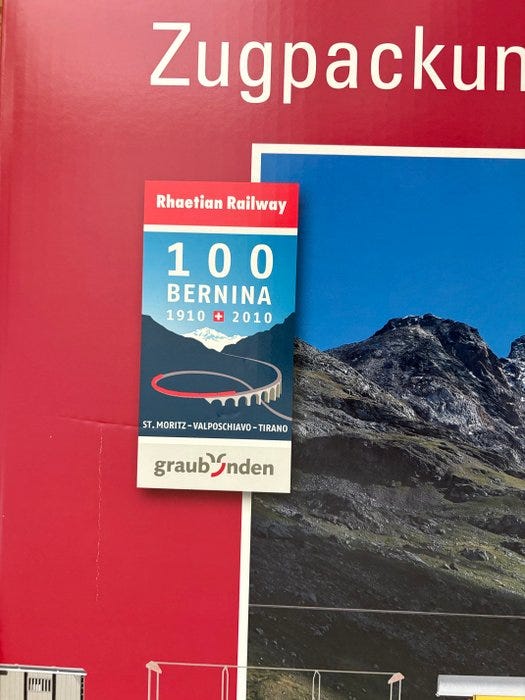 Zugpackun
Rhaetian Railway
100
BERNINA
1910 2010
ST. MORITZ – VALPOSCHIAVO – TIRANO
graubünden